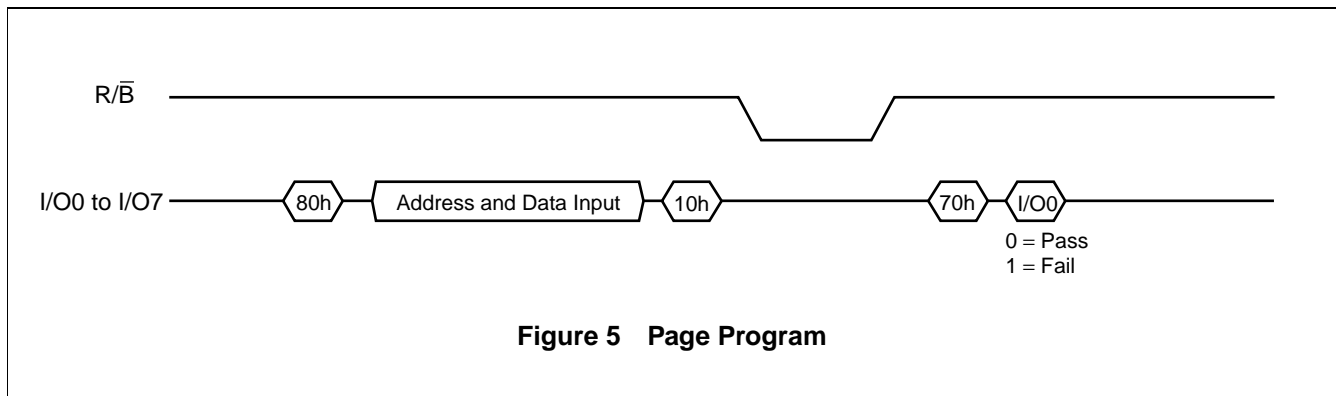 R/B̅
I/O0 to I/O7 80h Address and Data Input 10h 70h I/O0
0 = Pass
1 = Fail
Figure 5 Page Program